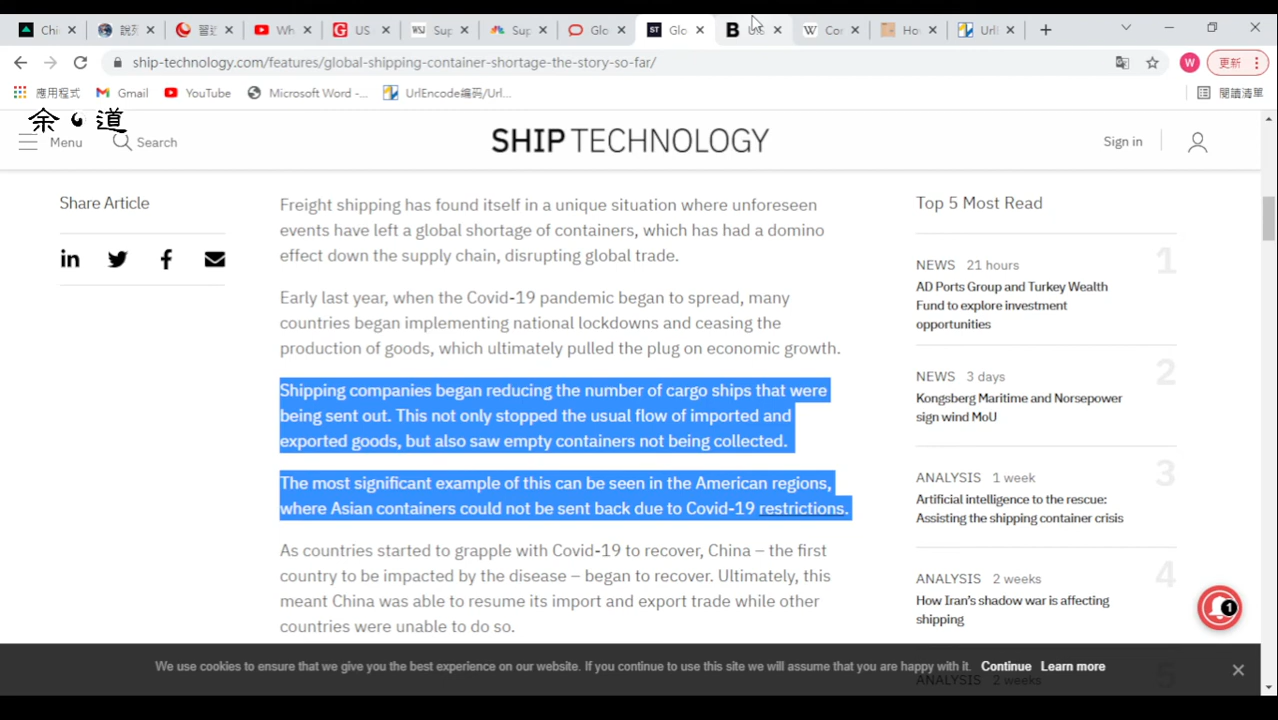 Chi
WSJ Sup
Sup
Glo
ST Glo
W Cor
Ho
Url
US
Wh
ship-technology.com/features/global-shipping-container-shortage-the-story-so-far/
W
更新
應用程式
Gmail
YouTube
Microsoft Word -...
UrlEncode编码/Url...
閱讀清單
余 道
Menu
Search
SHIP TECHNOLOGY
Sign in
Share Article
Freight shipping has found itself in a unique situation where unforeseen
events have left a global shortage of containers, which has had a domino
effect down the supply chain, disrupting global trade.
Early last year, when the Covid-19 pandemic began to spread, many
countries began implementing national lockdowns and ceasing the
production of goods, which ultimately pulled the plug on economic growth.
Shipping companies began reducing the number of cargo ships that were
being sent out. This not only stopped the usual flow of imported and
exported goods, but also saw empty containers not being collected.
The most significant example of this can be seen in the American regions,
where Asian containers could not be sent back due to Covid-19 restrictions.
As countries started to grapple with Covid-19 to recover, China – the first
country to be impacted by the disease – began to recover. Ultimately, this
meant China was able to resume its import and export trade while other
countries were unable to do so.
Top 5 Most Read
1
NEWS 21 hours
AD Ports Group and Turkey Wealth
Fund to explore investment
opportunities
2
NEWS 3 days
Kongsberg Maritime and Norsepower
sign wind MoU
3
ANALYSIS 1 week
Artificial intelligence to the rescue:
Assisting the shipping container crisis
4
ANALYSIS 2 weeks
How Iran's shadow war is affecting
shipping
1
We use cookies to ensure that we give you the best experience on our website. If you continue to use this site we will assume that you are happy with it. Continue Learn more
ANALYSIS 2 weeks
5